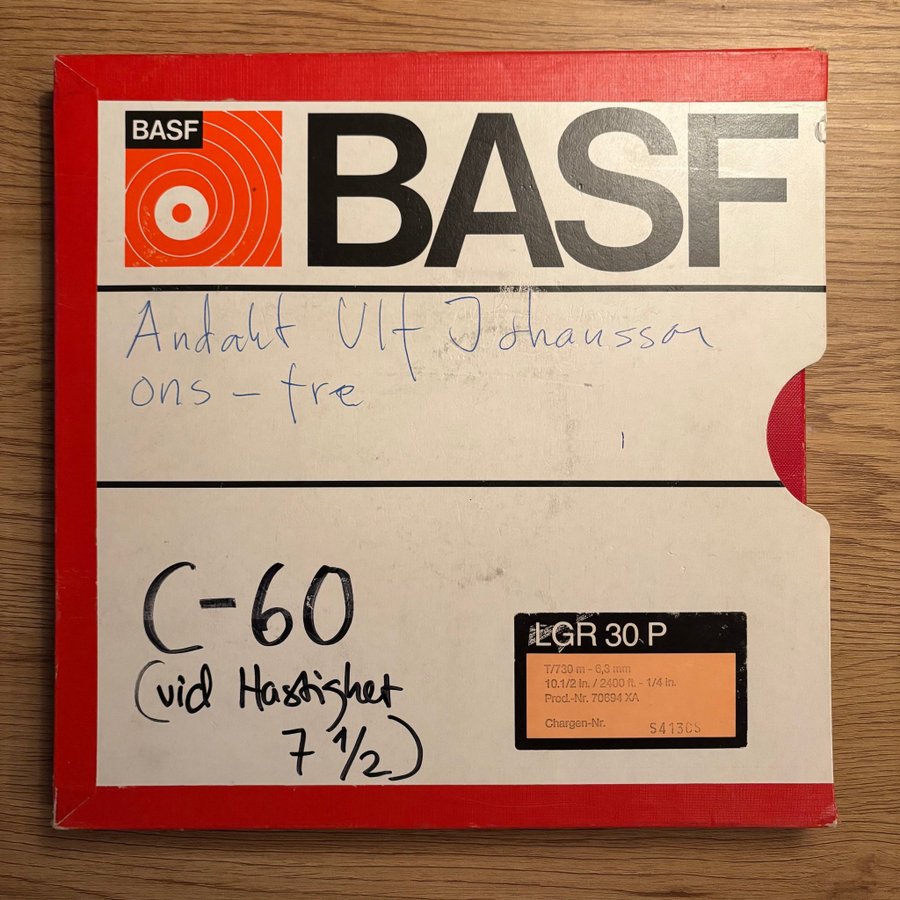 BASF
BASF
Andakt Ulf Johansson
ons - fre
C-60
(vid Hastighet
7 1/2)
LGR 30 P
T/730 m - 6,3 mm
10.1/2 in. / 2400 ft. - 1/4 in.
Prod.-Nr. 70694 XA
Chargen-Nr.